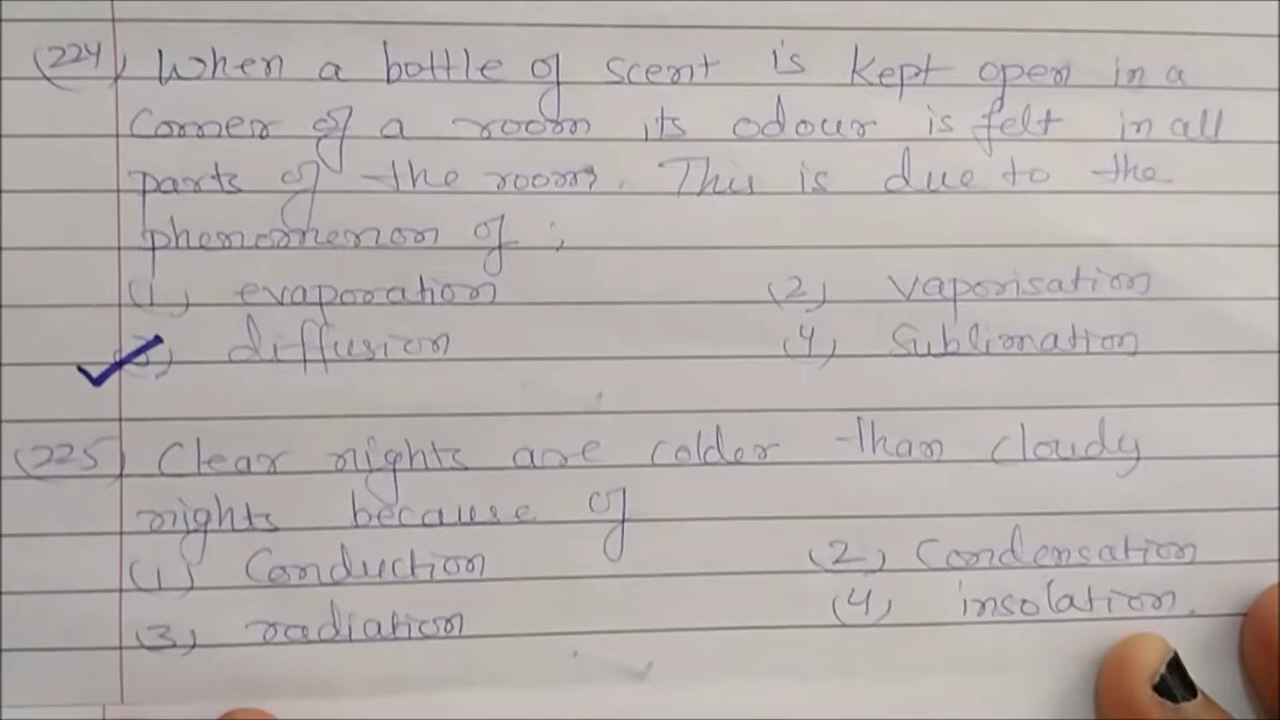 (224) When a bottle of scent is kept open in a
corner of a room its odour is felt in all
parts of the room. This is due to the
phenomenon of ;
(1) evaporation (2) vaporisation
(3) diffusion (4) Sublimation
(225) Clear nights are colder than cloudy
nights because of
(1) Conduction (2) Condensation
(3) radiation (4) insolation.